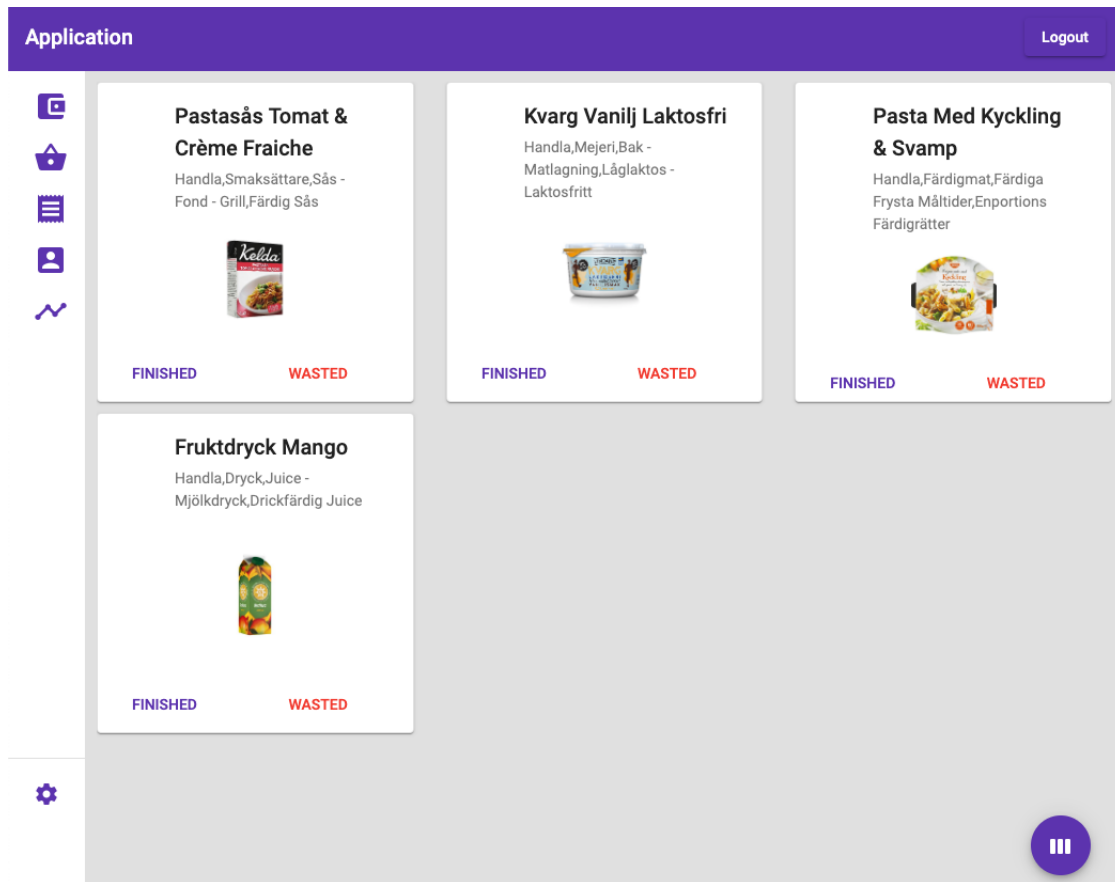 Application
Logout
Pastasås Tomat &
Crème Fraiche
Handla,Smaksättare,Sås -
Fond - Grill,Färdig Sås
Kelda
FINISHED
WASTED
Kvarg Vanilj Laktosfri
Handla,Mejeri,Bak -
Matlagning,Låglaktos -
Laktosfritt
KVARG
FINISHED
WASTED
Pasta Med Kyckling
& Svamp
Handla,Färdigmat,Färdiga
Frysta Måltider,Enportions
Färdigrätter
Kyckling
FINISHED
WASTED
Fruktdryck Mango
Handla,Dryck,Juice -
Mjölkdryck,Drickfärdig Juice
FINISHED
WASTED